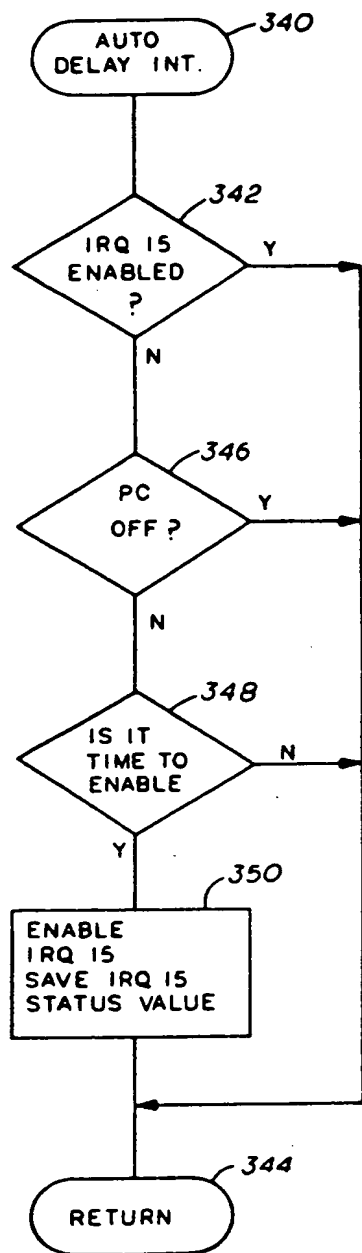 340
AUTO
DELAY INT.
342
IRQ 15
ENABLED
?
Y
N
346
PC
OFF ?
Y
N
348
IS IT
TIME TO
ENABLE
N
Y
350
ENABLE
IRQ 15
SAVE IRQ 15
STATUS VALUE
344
RETURN